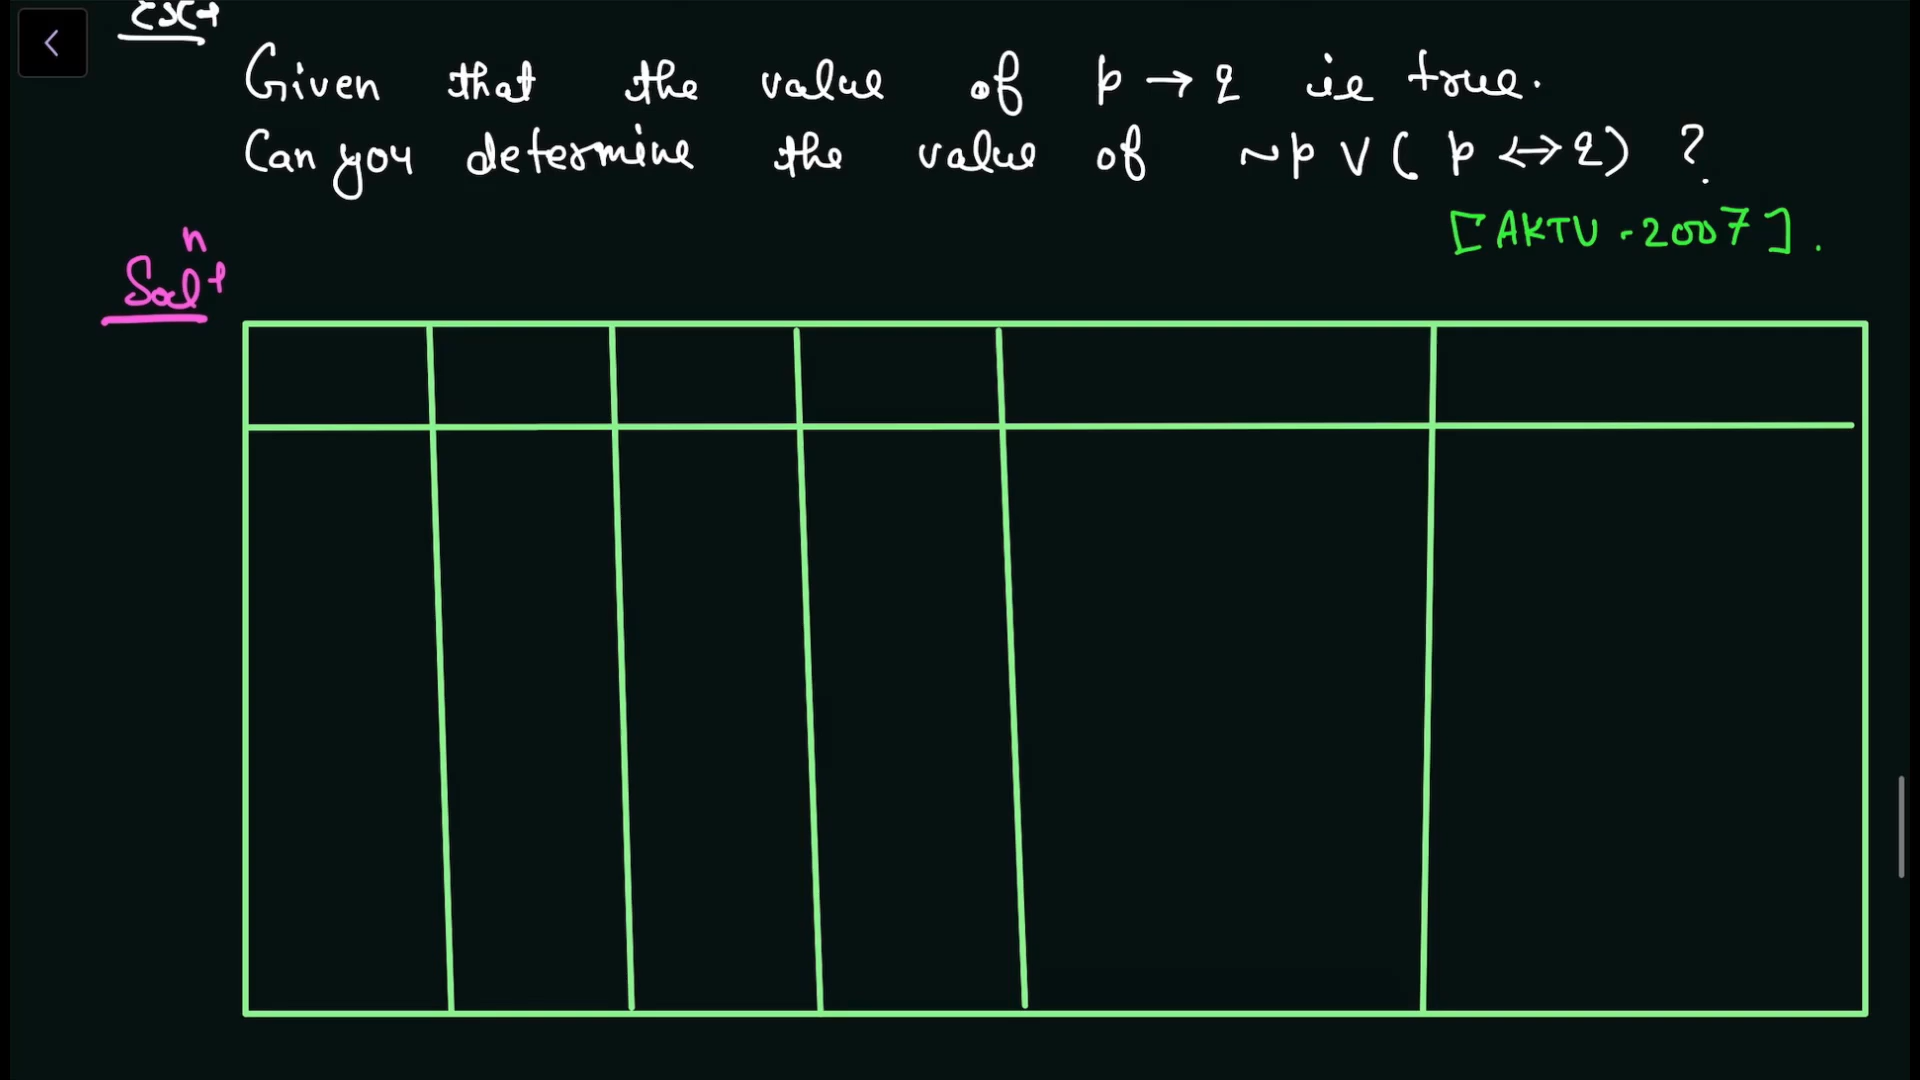 Given that the value of p → q is true.
Can you determine the value of ~p ∨ ( p ↔ q) ?
[AKTU - 2007] .
Solⁿ